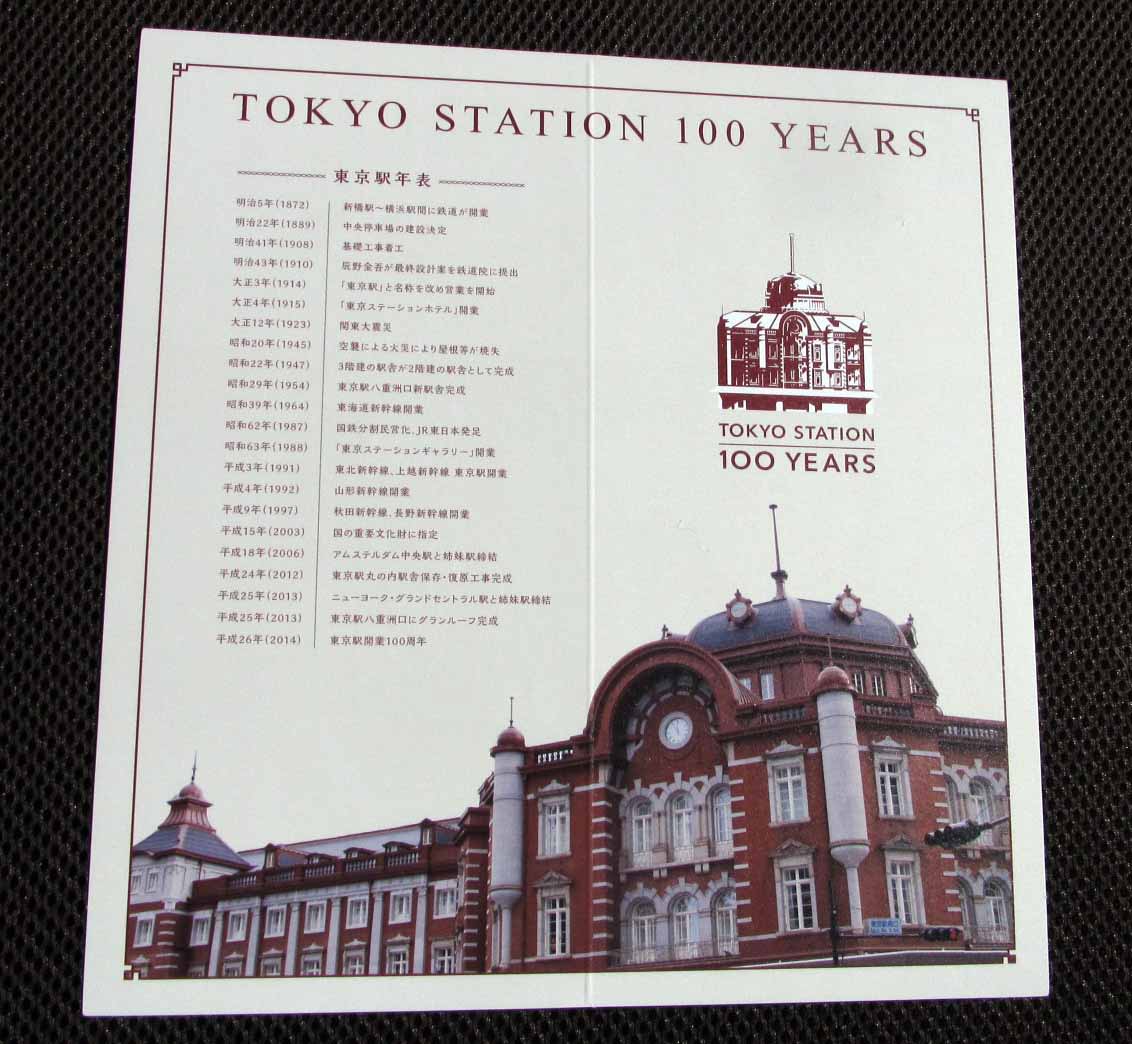 TOKYO STATION 100 YEARS
東京駅年表
明治5年(1872) 新橋駅～横浜駅間に鉄道が開業
明治22年(1889) 中央停車場の建設決定
明治41年(1908) 基礎工事着工
明治43年(1910) 辰野金吾が最終設計案を鉄道院に提出
大正3年(1914) 「東京駅」と名称を改め営業を開始
大正4年(1915) 「東京ステーションホテル」開業
大正12年(1923) 関東大震災
昭和20年(1945) 空襲による火災により屋根等が焼失
昭和22年(1947) 3階建の駅舎が2階建の駅舎として完成
昭和29年(1954) 東京駅八重洲口新駅舎完成
昭和39年(1964) 東海道新幹線開業
昭和62年(1987) 国鉄分割民営化、JR東日本発足
昭和63年(1988) 「東京ステーションギャラリー」開業
平成3年(1991) 東北新幹線、上越新幹線 東京駅開業
平成4年(1992) 山形新幹線開業
平成9年(1997) 秋田新幹線、長野新幹線開業
平成15年(2003) 国の重要文化財に指定
平成18年(2006) アムステルダム中央駅と姉妹駅締結
平成24年(2012) 東京駅丸の内駅舎保存・復原工事完成
平成25年(2013) ニューヨーク・グランドセントラル駅と姉妹駅締結
平成25年(2013) 東京駅八重洲口にグランルーフ完成
平成26年(2014) 東京駅開業100周年
TOKYO STATION
100 YEARS